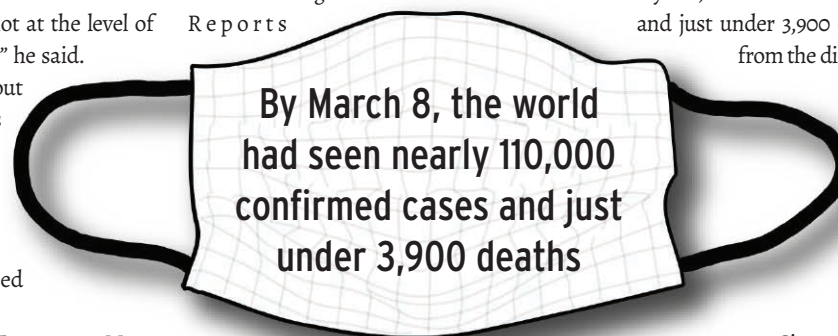 ot at the level of
” he said.
Reports
and just under 3,900
from the di
By March 8, the world
had seen nearly 110,000
confirmed cases and just
under 3,900 deaths
ed